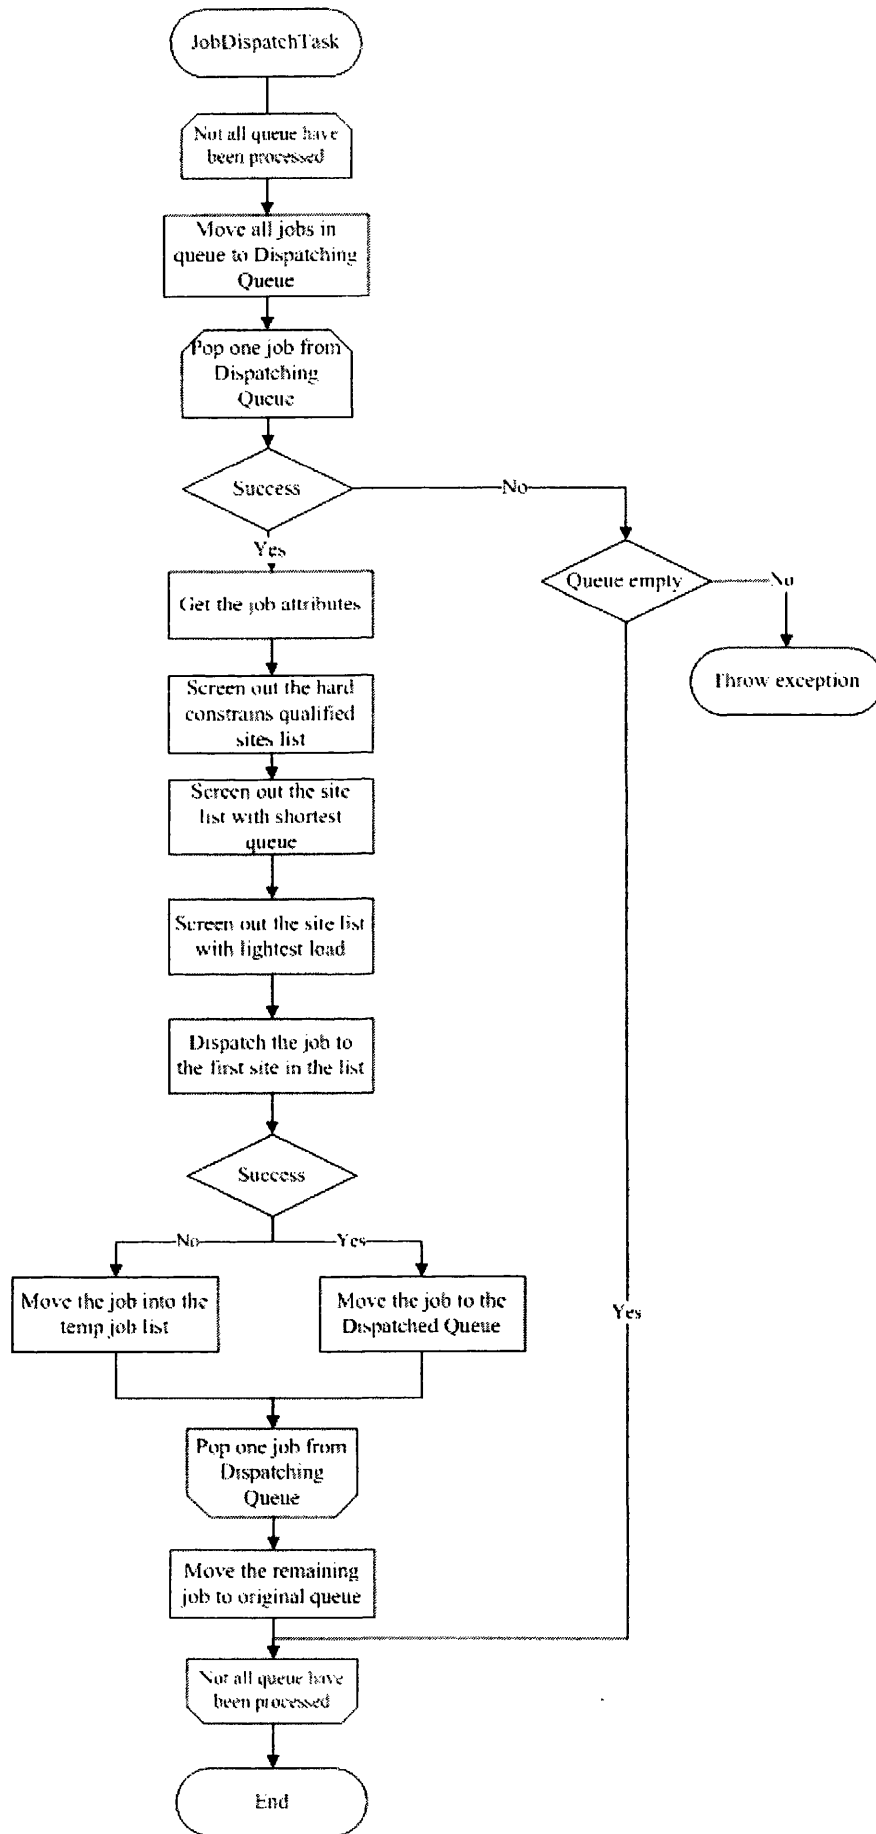 JobDispatchTask
Not all queue have
been processed
Move all jobs in
queue to Dispatching
Queue
Pop one job from
Dispatching
Queue
Success
No
Yes
Queue empty
No
Get the job attributes
Throw exception
Screen out the hard
constrains qualified
sites list
Screen out the site
list with shortest
queue
Screen out the site list
with lightest load
Dispatch the job to
the first site in the list
Success
No
Yes
Move the job into the
temp job list
Move the job to the
Dispatched Queue
Yes
Pop one job from
Dispatching
Queue
Move the remaining
job to original queue
Not all queue have
been processed
End